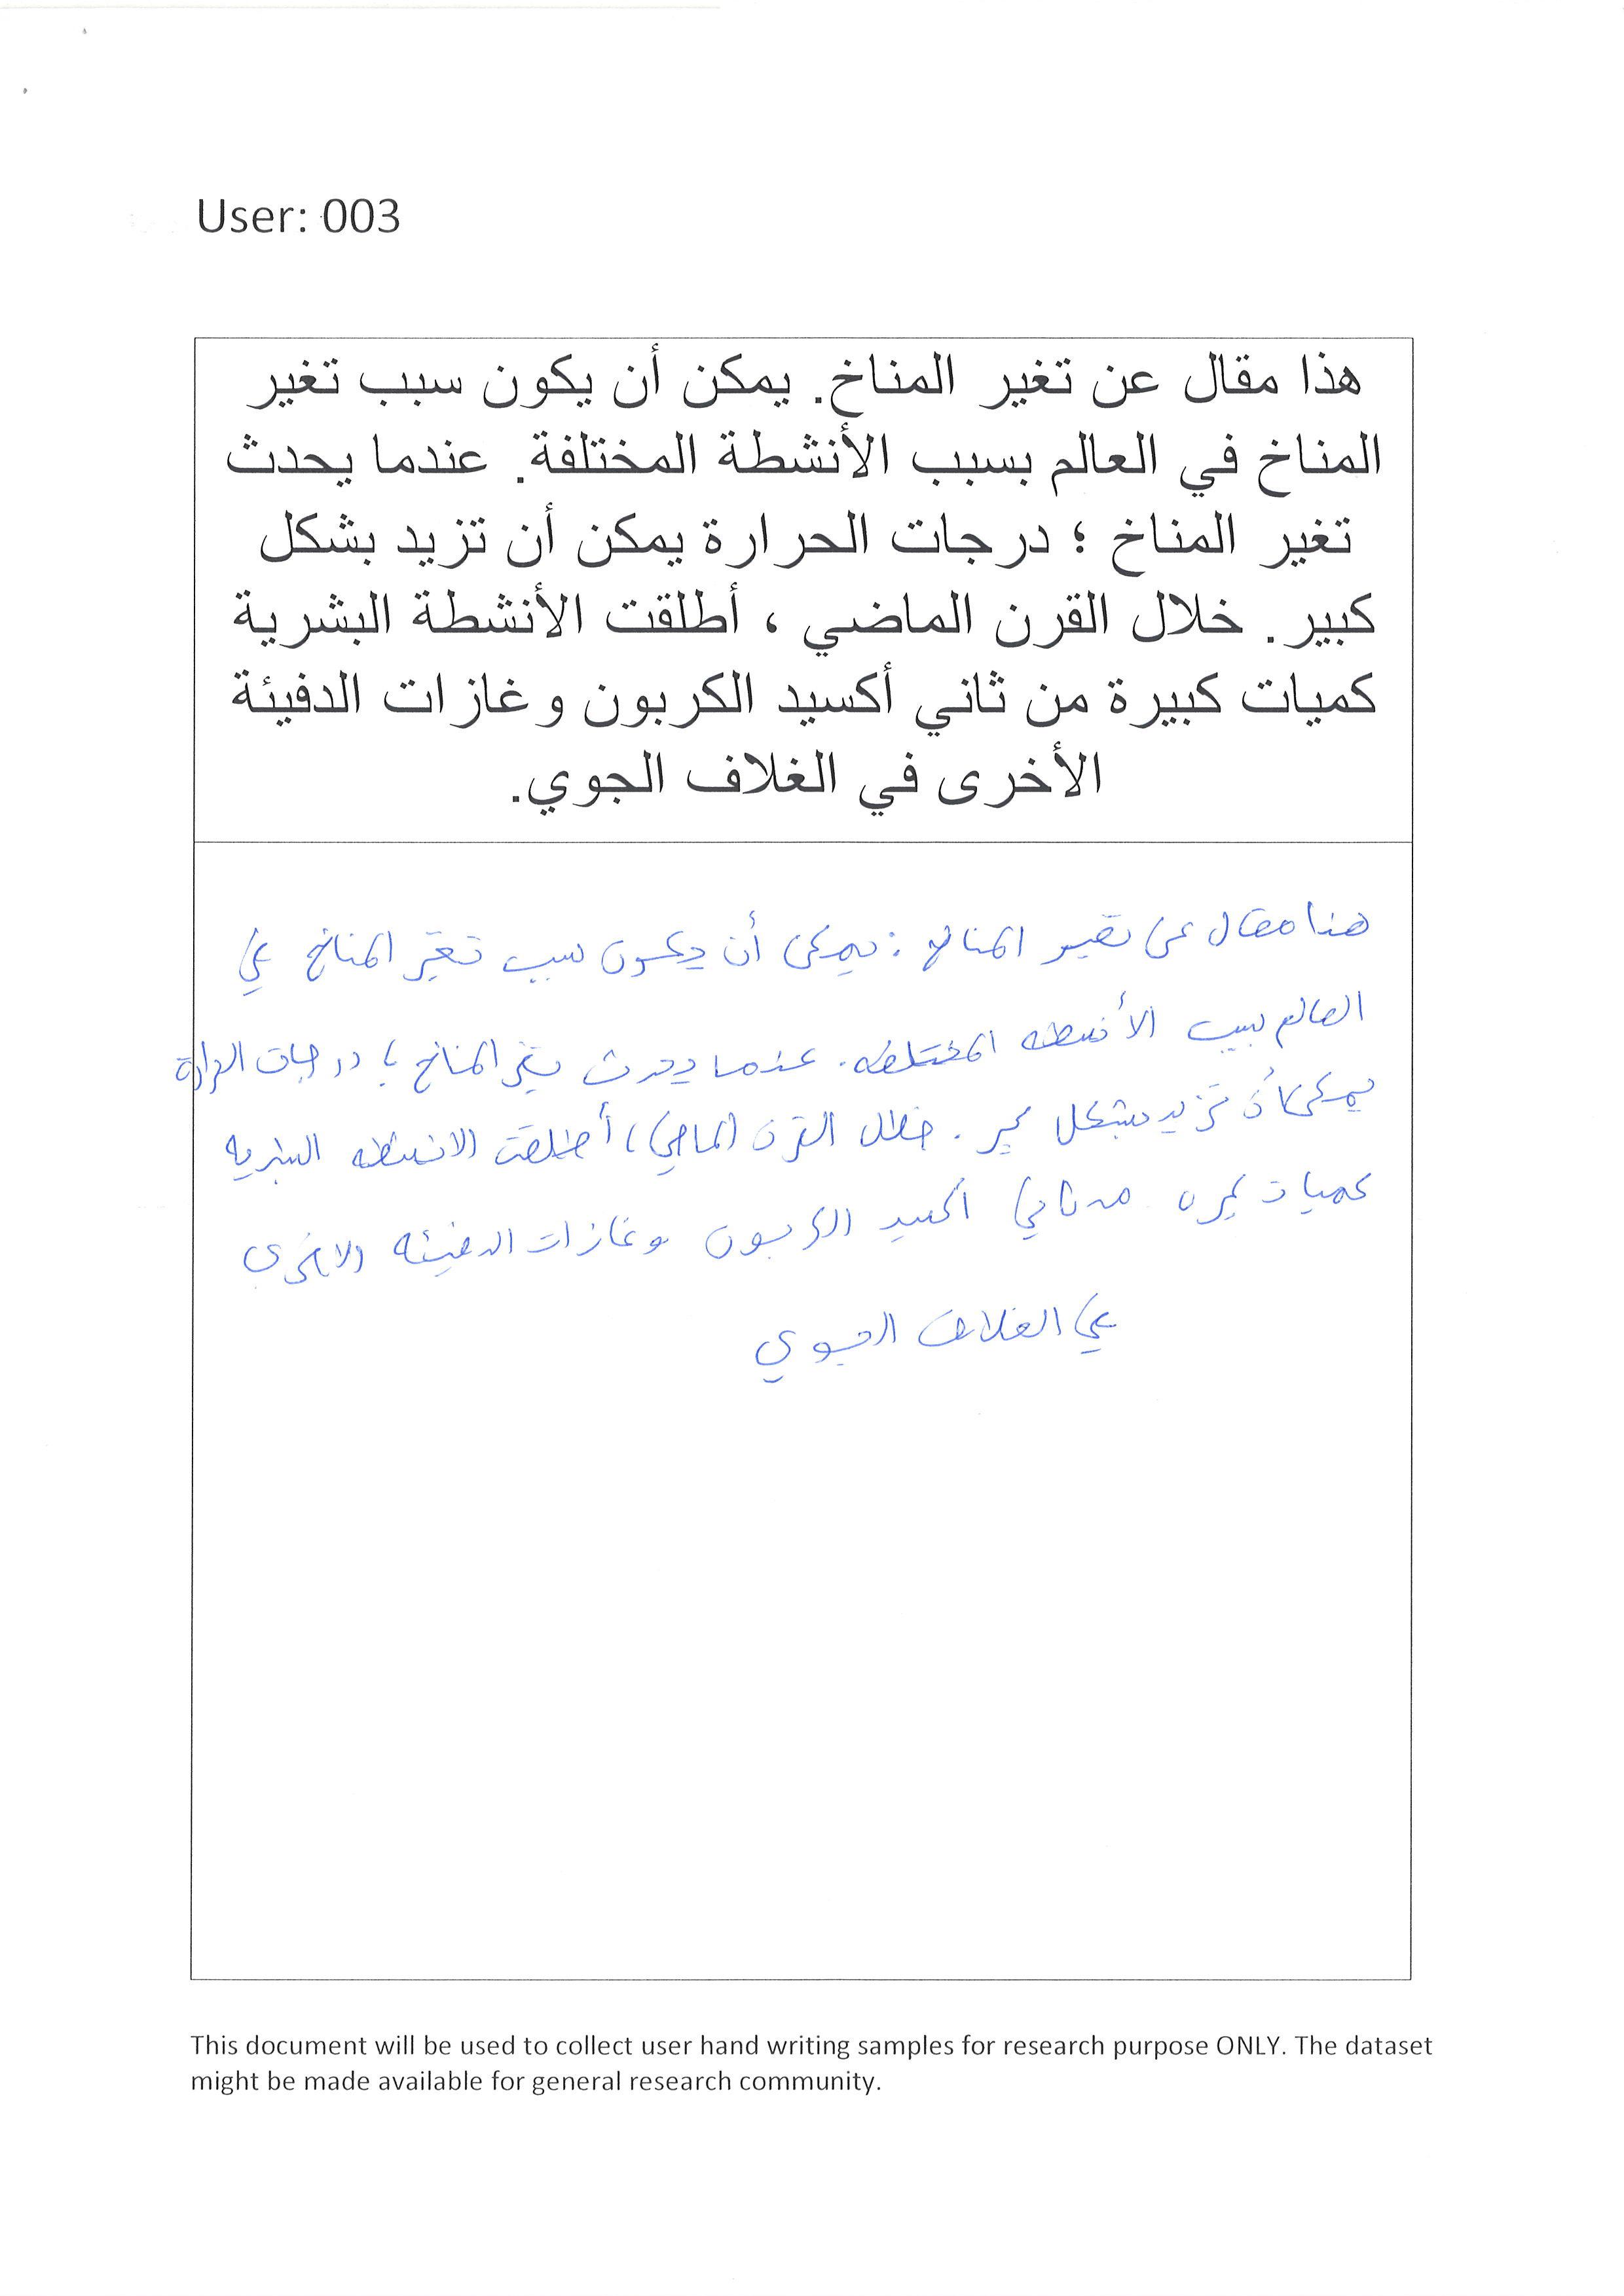 User: 003
هذا مقال عن تغير المناخ. يمكن أن يكون سبب تغير
المناخ في العالم بسبب الأنشطة المختلفة. عندما يحدث
تغير المناخ ؛ درجات الحرارة يمكن أن تزيد بشكل
كبير. خلال القرن الماضي ، أطلقت الأنشطة البشرية
كميات كبيرة من ثاني أكسيد الكربون وغازات الدفيئة
الأخرى في الغلاف الجوي.
هذا مقال عن تغير المناخ : يمكن أن يكون سبب تغير المناخ في
العالم بسبب الأنشطه المختلفه. عندما يحدث تغير المناخ ؛ درجات الحرارة
يمكن أن تزيد بشكل كبير . خلال القرن الماضي ، أطلقت الانشطه البشريه
كميات كبيره من ثاني اكسيد الكربون وغازات الدفيئه الاخرى
في الغلاف الجوي
This document will be used to collect user hand writing samples for research purpose ONLY. The dataset
might be made available for general research community.